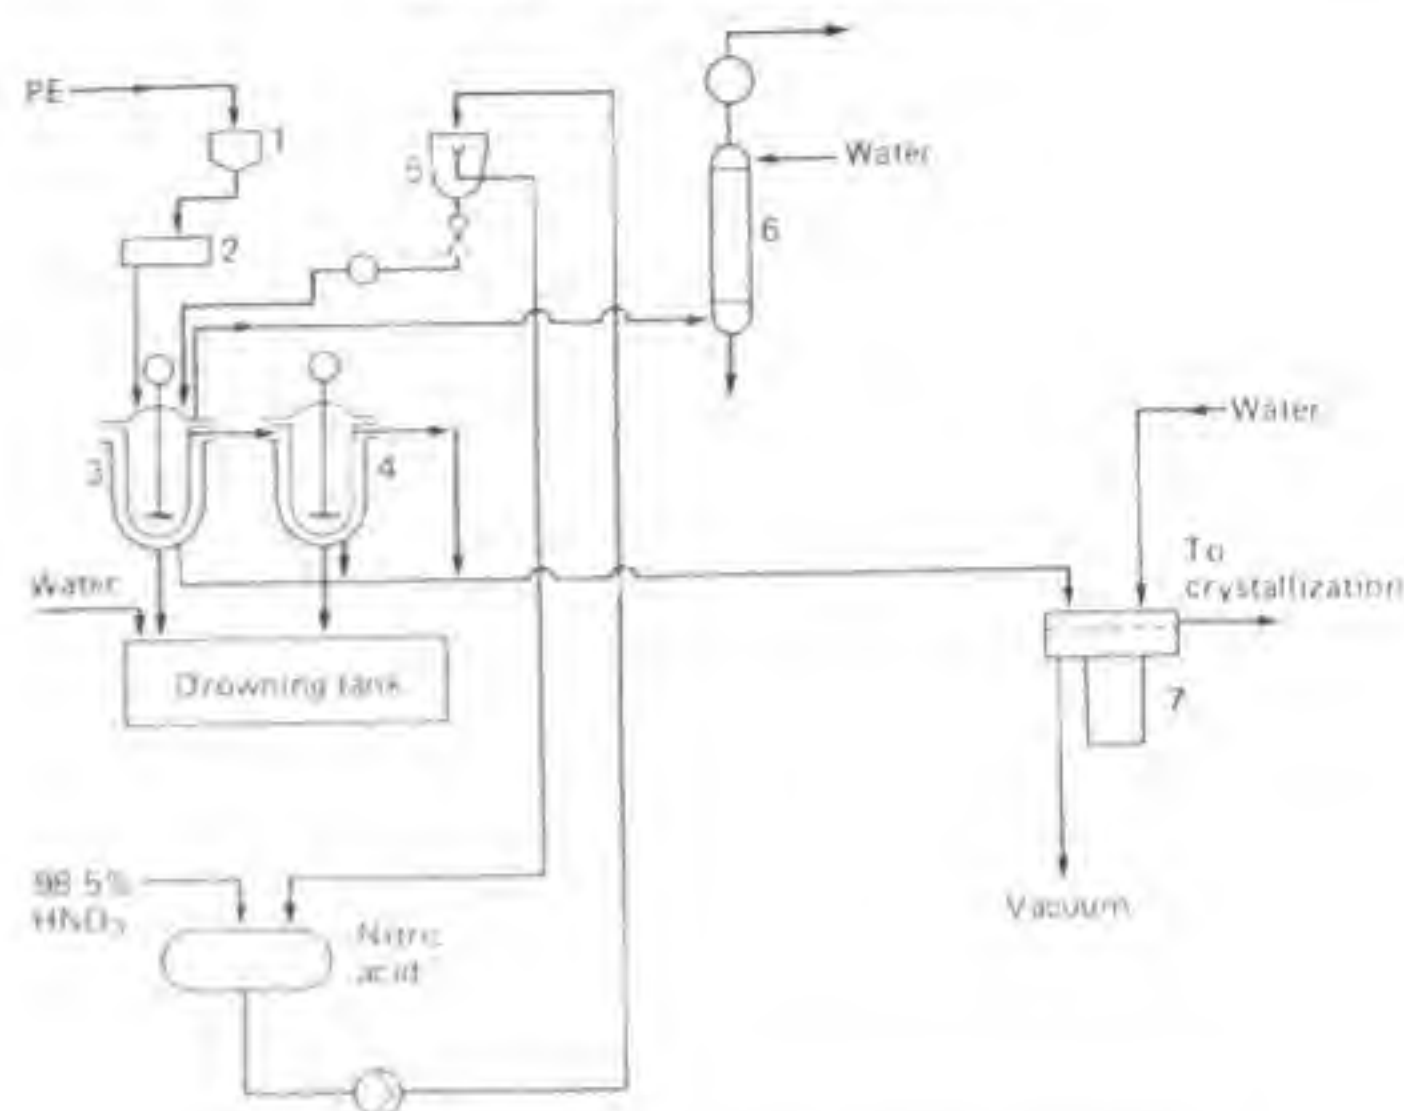 PE
1
5
Water
6
2
3
4
Water
To
crystallization
Water
Drowning tank
7
98.5%
HNO3
Nitric
acid
Vacuum